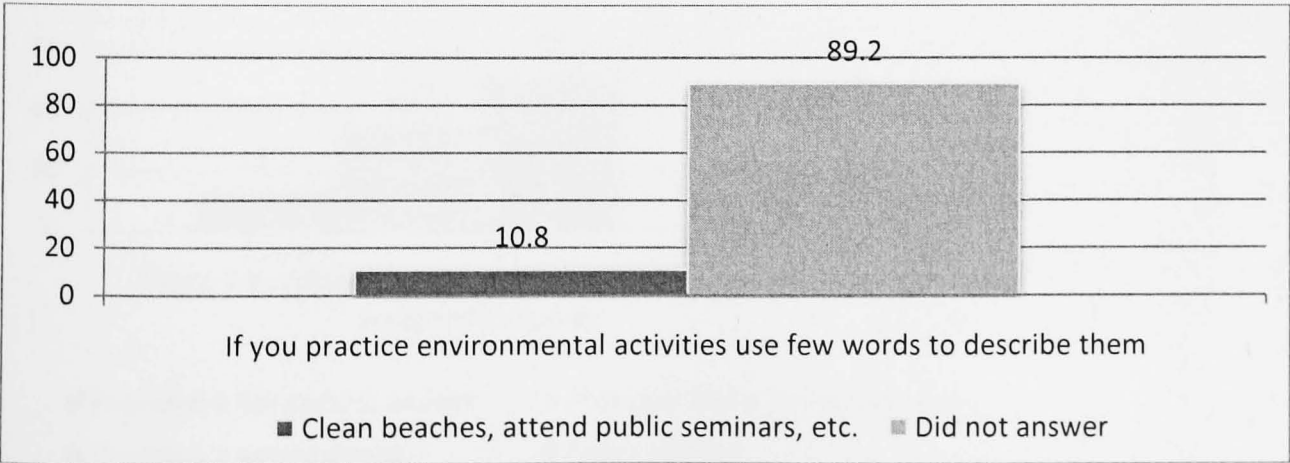 89.2
100
80
60
40
20
0
10.8
If you practice environmental activities use few words to describe them
Clean beaches, attend public seminars, etc.
Did not answer